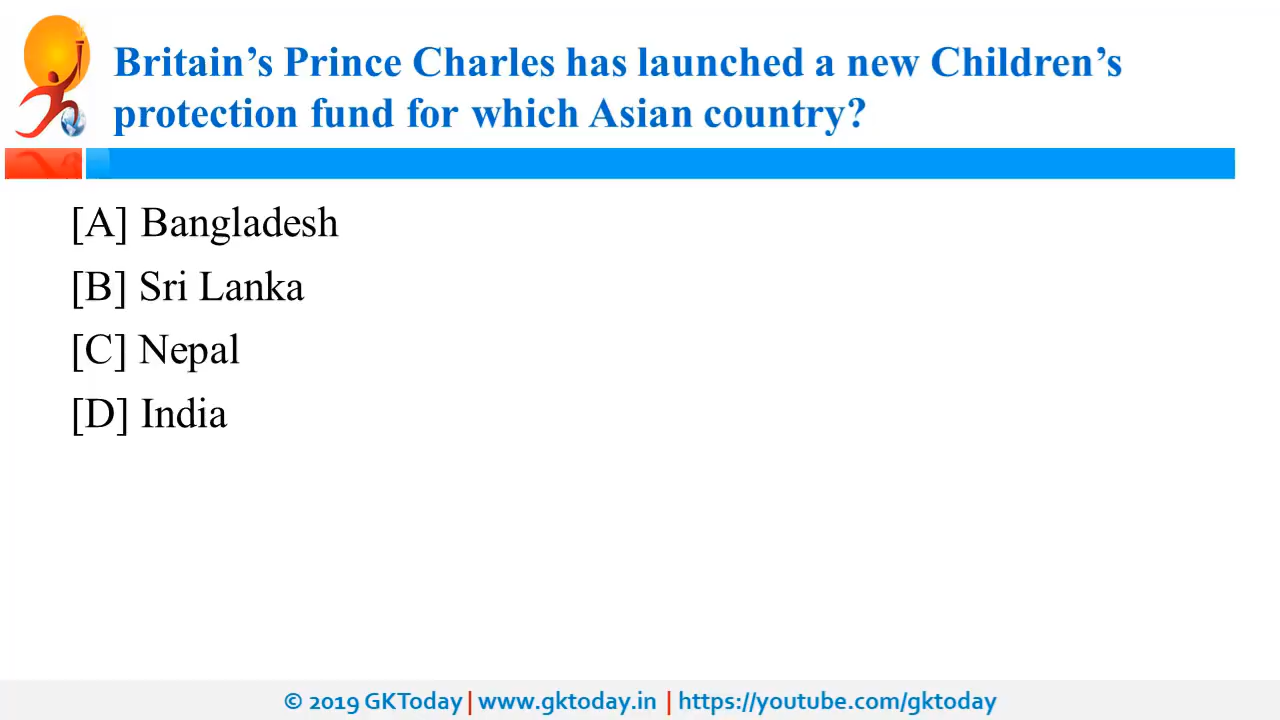 Britain’s Prince Charles has launched a new Children’s
protection fund for which Asian country?
[A] Bangladesh
[B] Sri Lanka
[C] Nepal
[D] India
© 2019 GKToday | www.gktoday.in | https://youtube.com/gktoday